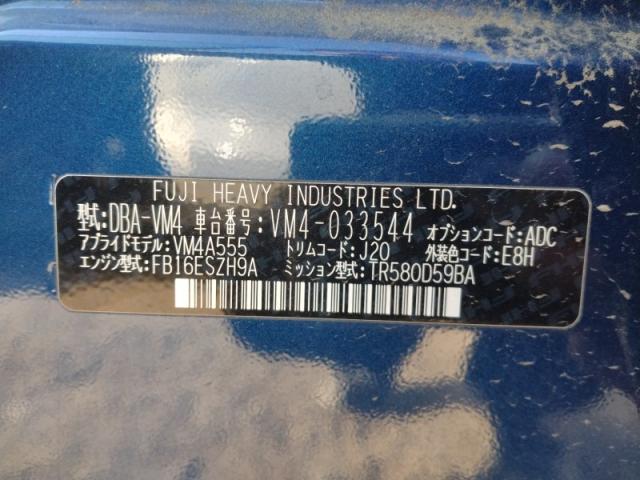 FUJI HEAVY INDUSTRIES LTD.
型式:DBA-VM4 車台番号:VM4-033544 オプションコード:ADC
アプライドモデル:VM4A555 トリムコード:J20 外装色コード:E8H
エンジン型式:FB16ESZH9A ミッション型式:TR580D59BA